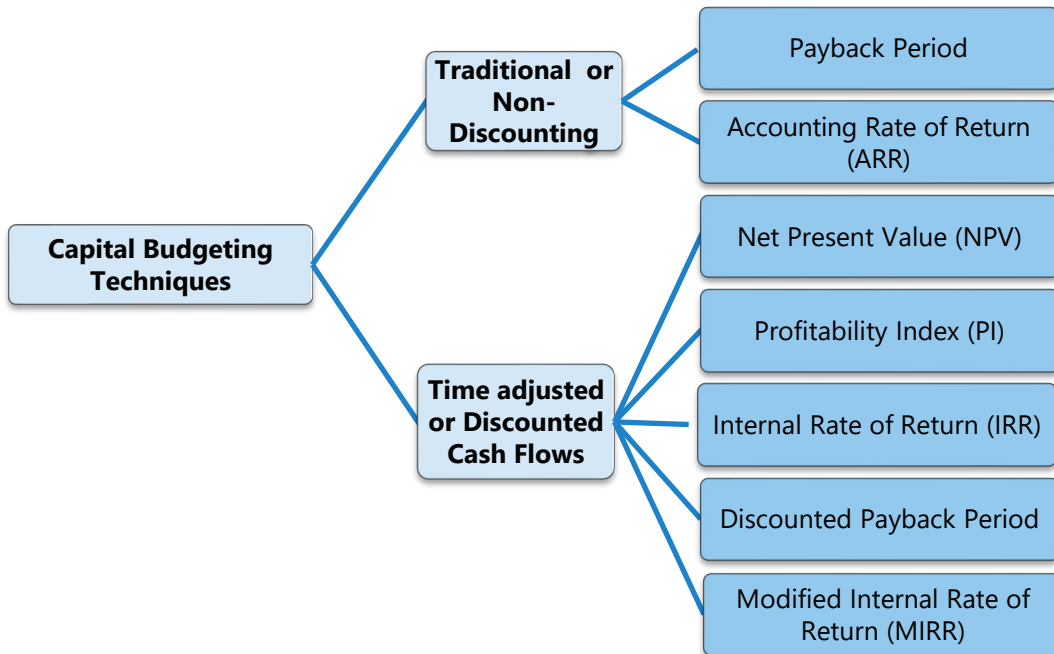 Capital Budgeting
Techniques
Traditional or
Non-
Discounting
Payback Period
Accounting Rate of Return
(ARR)
Time adjusted
or Discounted
Cash Flows
Net Present Value (NPV)
Profitability Index (PI)
Internal Rate of Return (IRR)
Discounted Payback Period
Modified Internal Rate of
Return (MIRR)